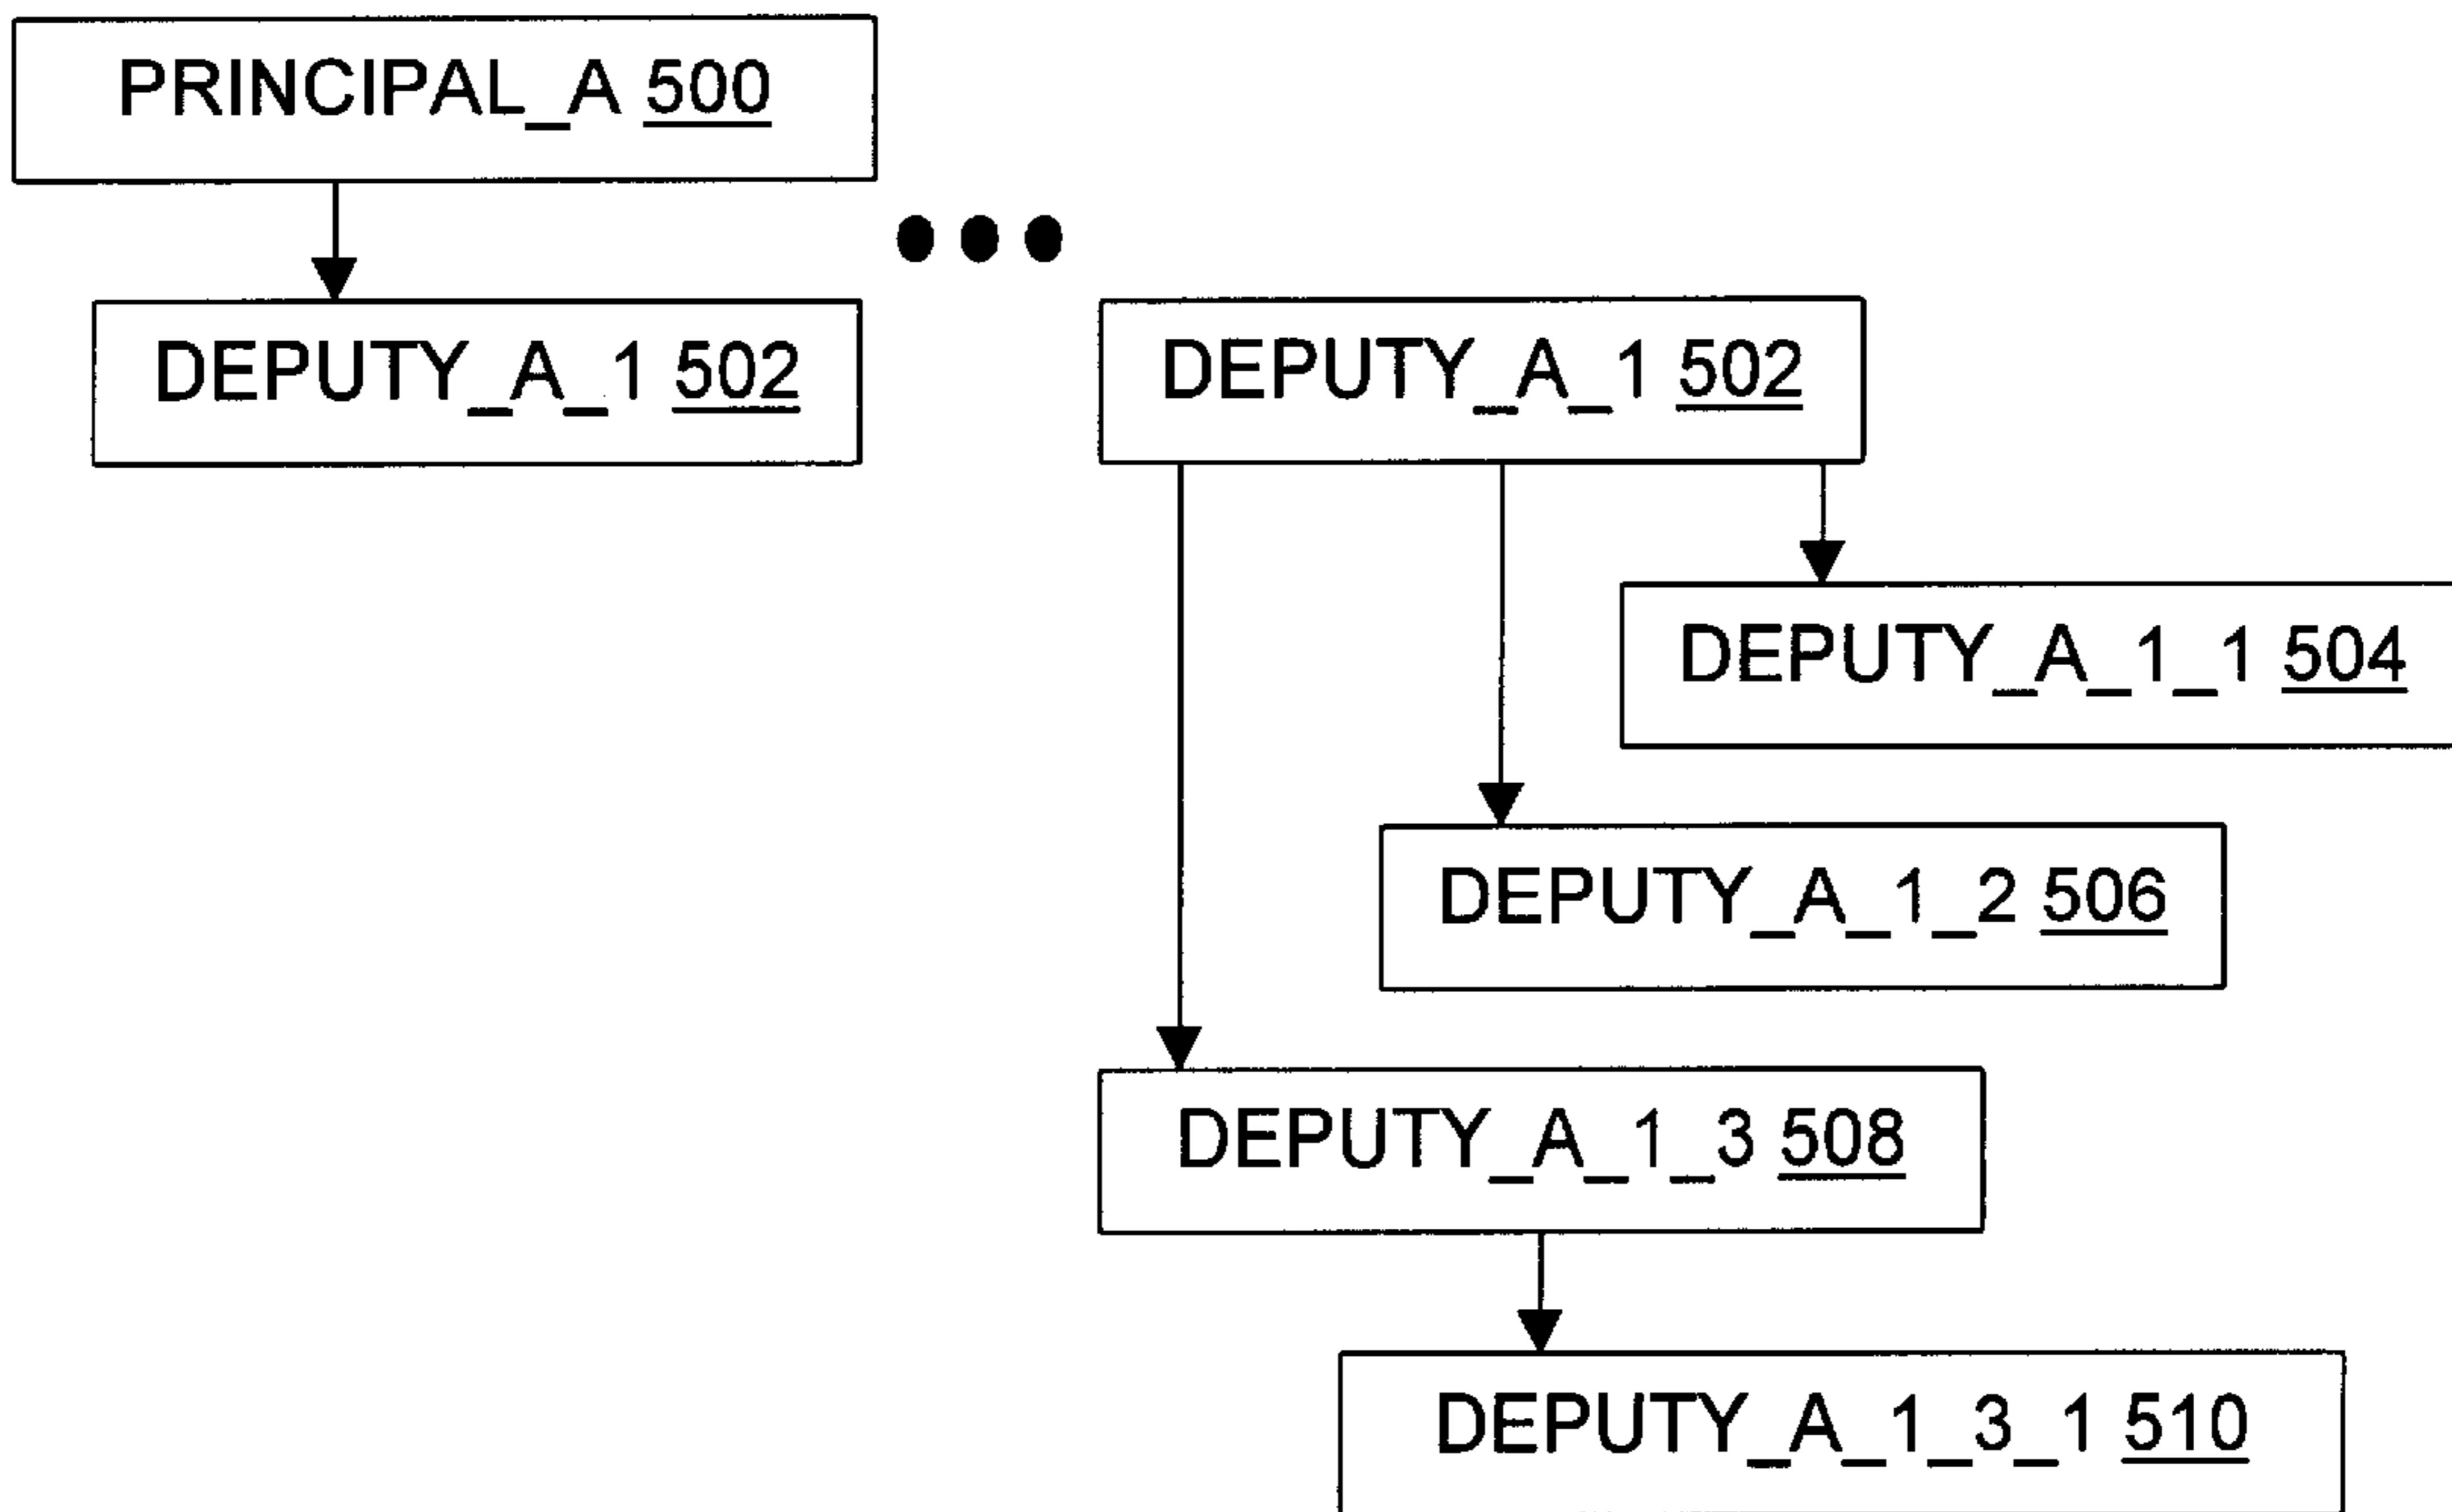 PRINCIPAL_A 500
DEPUTY_A_1 502
DEPUTY_A_1 502
DEPUTY_A_1_1 504
DEPUTY_A_1_2 506
DEPUTY_A_1_3 508
DEPUTY_A_1_3_1 510